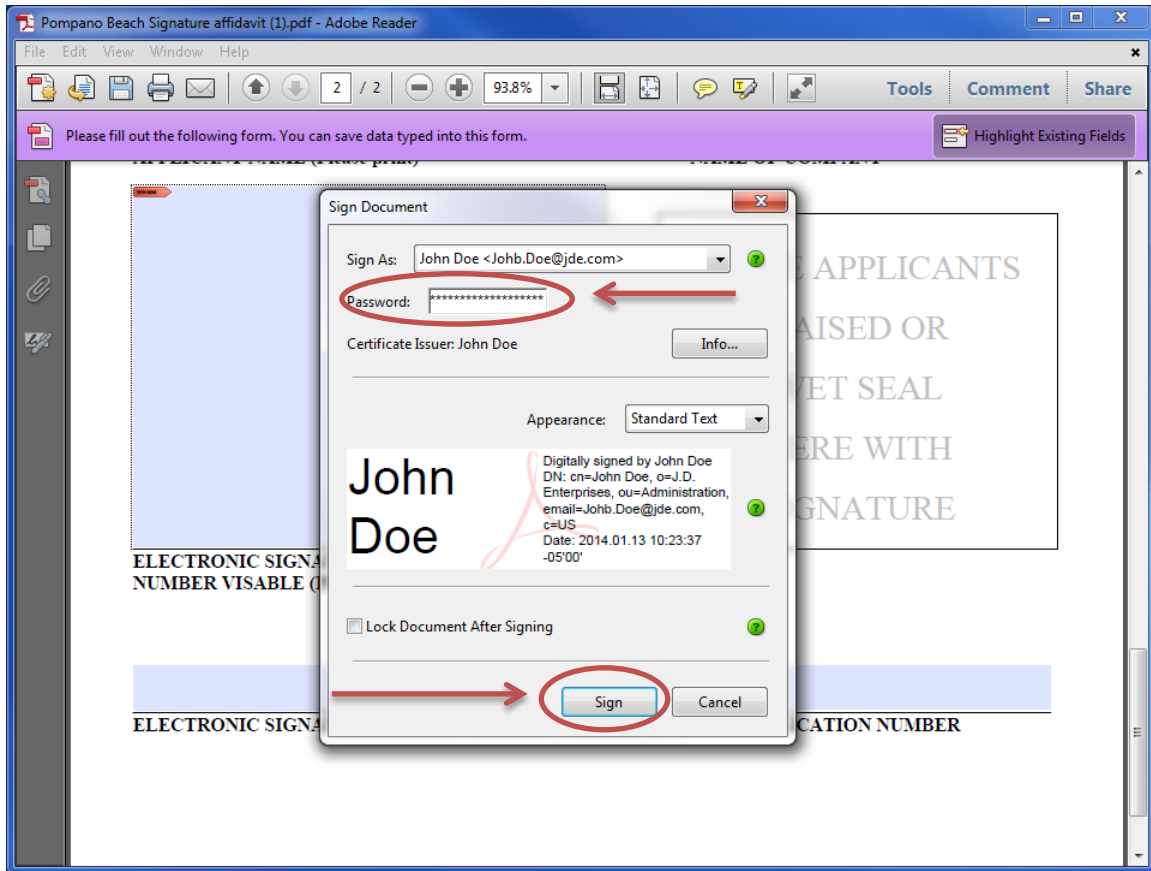 Pompano Beach Signature affidavit (1).pdf - Adobe Reader
File Edit View Window Help
2 / 2 93.8% Tools Comment Share
Please fill out the following form. You can save data typed into this form. Highlight Existing Fields
APPLICANT NAME (Please print) NAME OF COMPANY
Sign Document
Sign As: John Doe <Johb.Doe@jde.com>
Password: *******************
Certificate Issuer: John Doe Info...
Appearance: Standard Text
John
Doe
Digitally signed by John Doe
DN: cn=John Doe, o=J.D.
Enterprises, ou=Administration,
email=Johb.Doe@jde.com,
c=US
Date: 2014.01.13 10:23:37
-05'00'
Lock Document After Signing
Sign Cancel
APPLICANTS
AISED OR
ET SEAL
ERE WITH
GNATURE
ELECTRONIC SIGNA
NUMBER VISABLE (
ELECTRONIC SIGNA CATION NUMBER